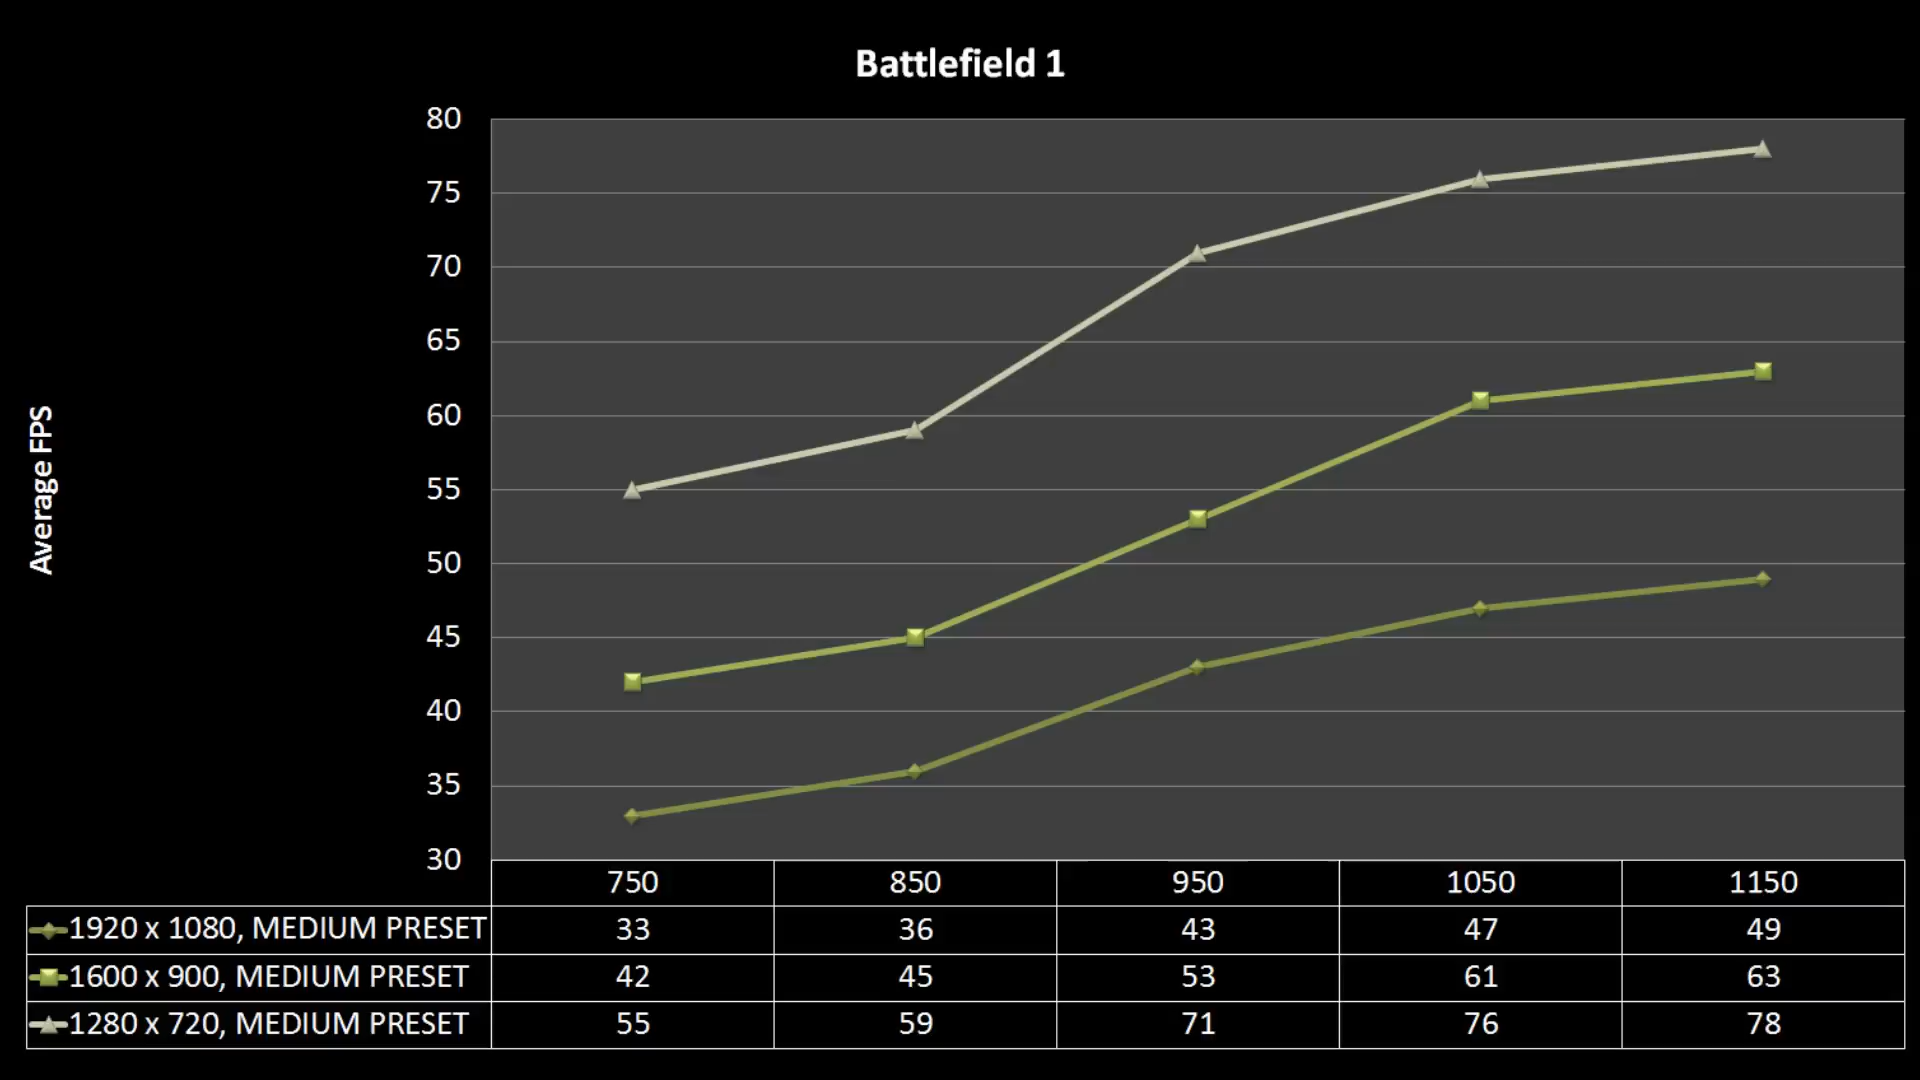 Battlefield 1
80
75
70
65
60
55
50
45
40
35
30
Average FPS
750 850 950 1050 1150
1920 x 1080, MEDIUM PRESET 33 36 43 47 49
1600 x 900, MEDIUM PRESET 42 45 53 61 63
1280 x 720, MEDIUM PRESET 55 59 71 76 78